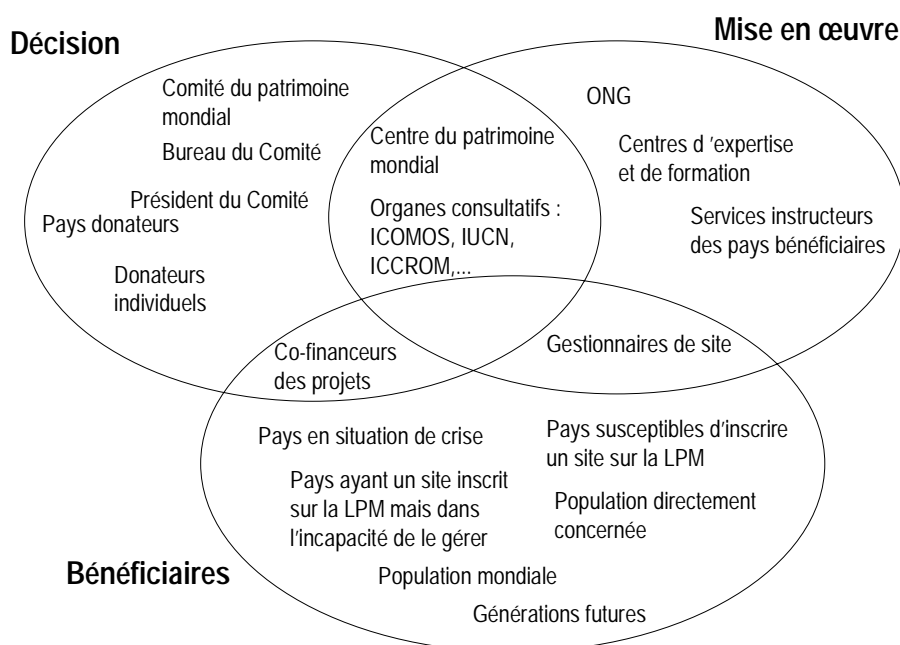 Décision
Mise en œuvre
Comité du patrimoine
mondial
Bureau du Comité
Président du Comité
Pays donateurs
Donateurs
individuels
Centre du patrimoine
mondial
Organes consultatifs :
ICOMOS, IUCN,
ICCROM,...
ONG
Centres d ’expertise
et de formation
Services instructeurs
des pays bénéficiaires
Co-financeurs
des projets
Gestionnaires de site
Pays en situation de crise
Pays ayant un site inscrit
sur la LPM mais dans
l’incapacité de le gérer
Pays susceptibles d’inscrire
un site sur la LPM
Population directement
concernée
Bénéficiaires
Population mondiale
Générations futures